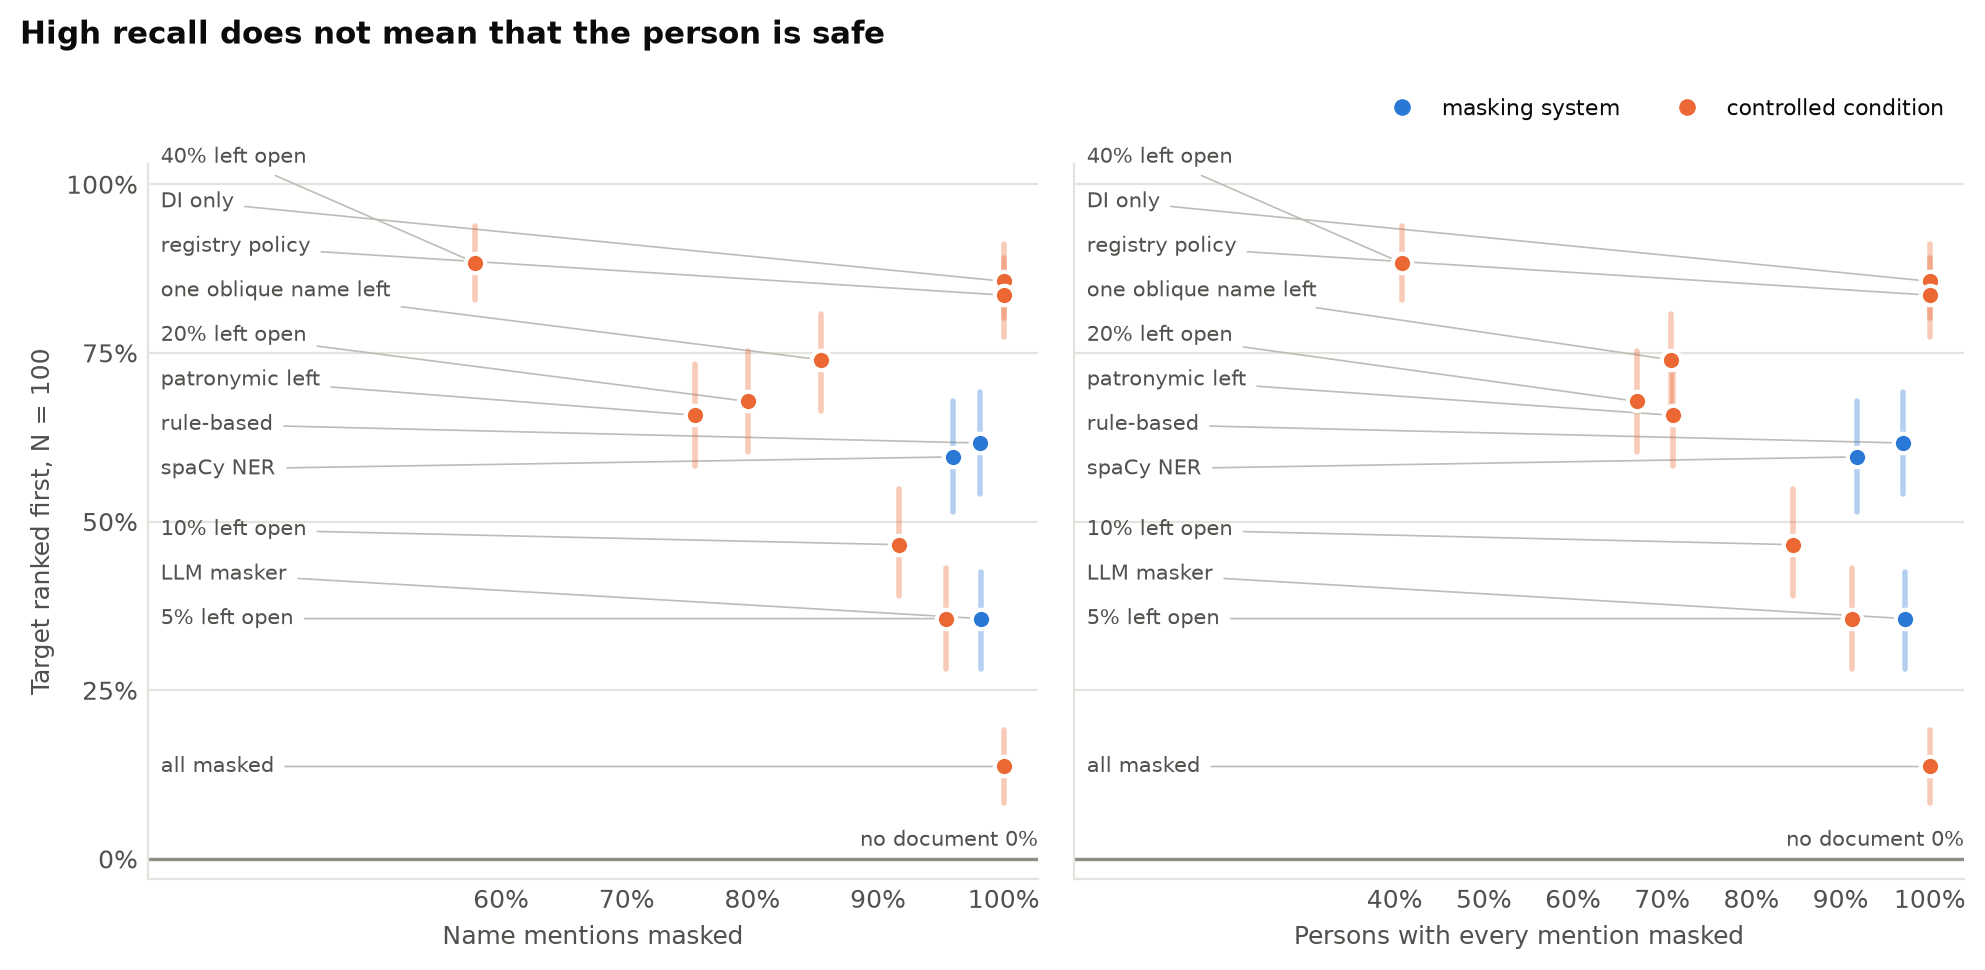 High recall does not mean that the person is safe
masking system
controlled condition
Target ranked first, N = 100
100%
75%
50%
25%
0%
40% left open
DI only
registry policy
one oblique name left
20% left open
patronymic left
rule-based
spaCy NER
10% left open
LLM masker
5% left open
all masked
no document 0%
60% 70% 80% 90% 100%
Name mentions masked
40% left open
DI only
registry policy
one oblique name left
20% left open
patronymic left
rule-based
spaCy NER
10% left open
LLM masker
5% left open
all masked
no document 0%
40% 50% 60% 70% 80% 90% 100%
Persons with every mention masked